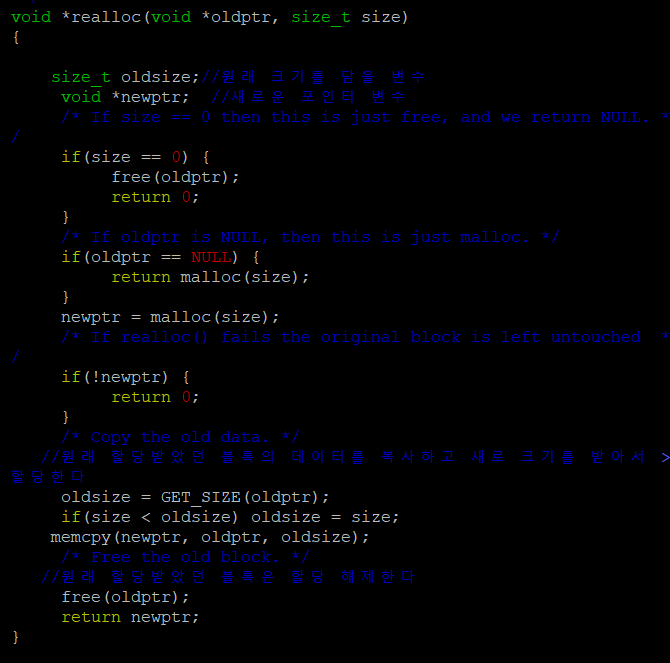 void *realloc(void *oldptr, size_t size)
{
size_t oldsize;//원래 크기를 담을 변수
void *newptr;  //새로운 포인터 변수
/* If size == 0 then this is just free, and we return NULL. *
/
if(size == 0) {
free(oldptr);
return 0;
}
/* If oldptr is NULL, then this is just malloc. */
if(oldptr == NULL) {
return malloc(size);
}
newptr = malloc(size);
/* If realloc() fails the original block is left untouched  *
/
if(!newptr) {
return 0;
}
/* Copy the old data. */
//원래 할당받았던 블록의 데이터를 복사하고 새로 크기를 받아서 >
할당한다
oldsize = GET_SIZE(oldptr);
if(size < oldsize) oldsize = size;
memcpy(newptr, oldptr, oldsize);
/* Free the old block. */
//원래 할당받았던 블록은 할당 해제한다
free(oldptr);
return newptr;
}